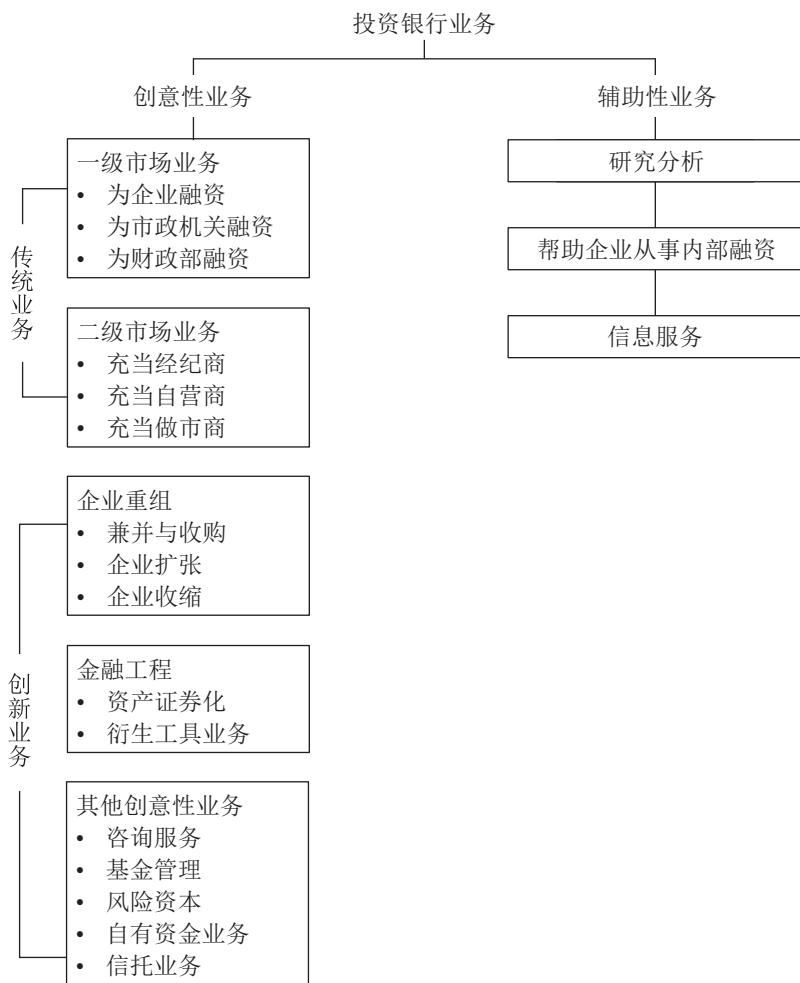 投资银行业务
创意性业务
辅助性业务
传统业务
一级市场业务
• 为企业融资
• 为市政机关融资
• 为财政部融资
二级市场业务
• 充当经纪商
• 充当自营商
• 充当做市商
创新业务
企业重组
• 兼并与收购
• 企业扩张
• 企业收缩
金融工程
• 资产证券化
• 衍生工具业务
其他创意性业务
• 咨询服务
• 基金管理
• 风险资本
• 自有资金业务
• 信托业务
研究分析
帮助企业从事内部融资
信息服务